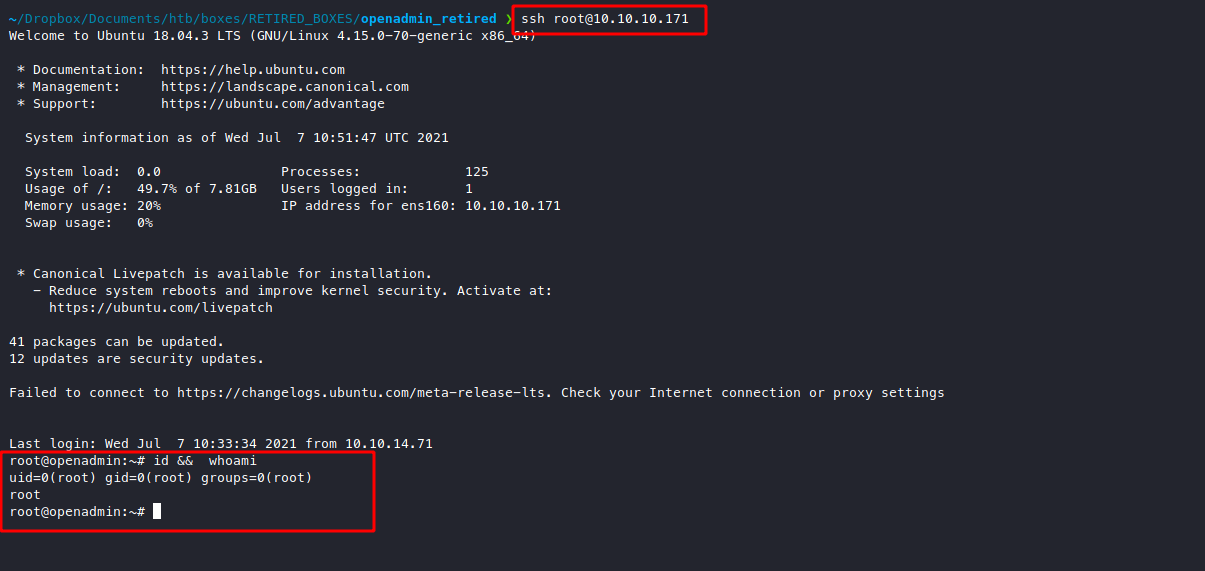 ~/Dropbox/Documents/htb/boxes/RETIRED_BOXES/openadmin_retired ❯ ssh root@10.10.10.171
Welcome to Ubuntu 18.04.3 LTS (GNU/Linux 4.15.0-70-generic x86_64)
* Documentation:  https://help.ubuntu.com
* Management:     https://landscape.canonical.com
* Support:        https://ubuntu.com/advantage
System information as of Wed Jul  7 10:51:47 UTC 2021
System load:  0.0               Processes:             125
Usage of /:   49.7% of 7.81GB   Users logged in:       1
Memory usage: 20%               IP address for ens160: 10.10.10.171
Swap usage:   0%
* Canonical Livepatch is available for installation.
- Reduce system reboots and improve kernel security. Activate at:
https://ubuntu.com/livepatch
41 packages can be updated.
12 updates are security updates.
Failed to connect to https://changelogs.ubuntu.com/meta-release-lts. Check your Internet connection or proxy settings
Last login: Wed Jul  7 10:33:34 2021 from 10.10.14.71
root@openadmin:~# id &&  whoami
uid=0(root) gid=0(root) groups=0(root)
root
root@openadmin:~#